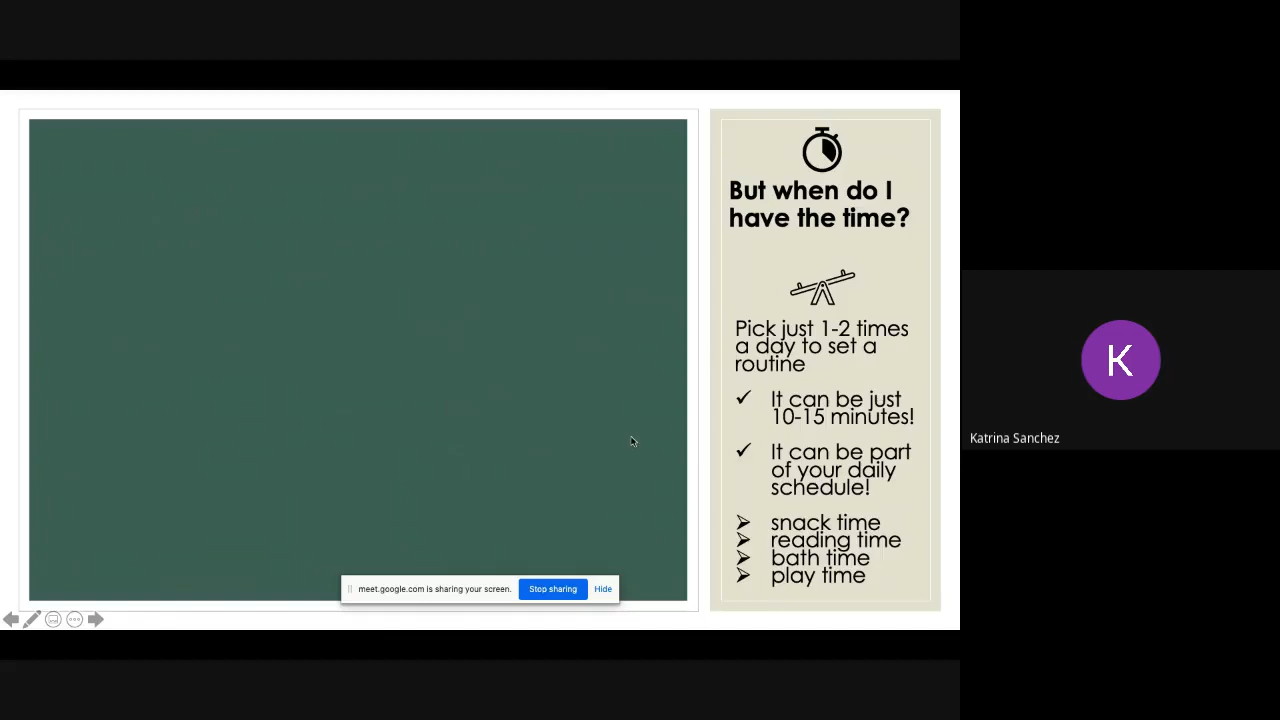 But when do I
have the time?
Pick just 1-2 times
a day to set a
routine
It can be just
10-15 minutes!
It can be part
of your daily
schedule!
snack time
reading time
bath time
play time
meet.google.com is sharing your screen.
Stop sharing
Hide
K
Katrina Sanchez